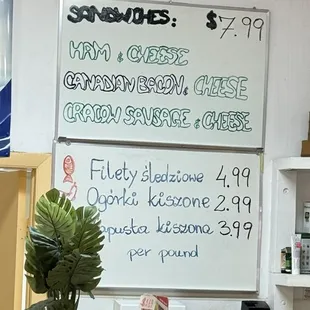 SANDWICHES: $7.99
HAM & CHEESE
CANADIAN BACON & CHEESE
CRACOW SAUSAGE & CHEESE
Filety śledziowe 4.99
Ogórki kiszone 2.99
apusta kiszona 3.99
per pound